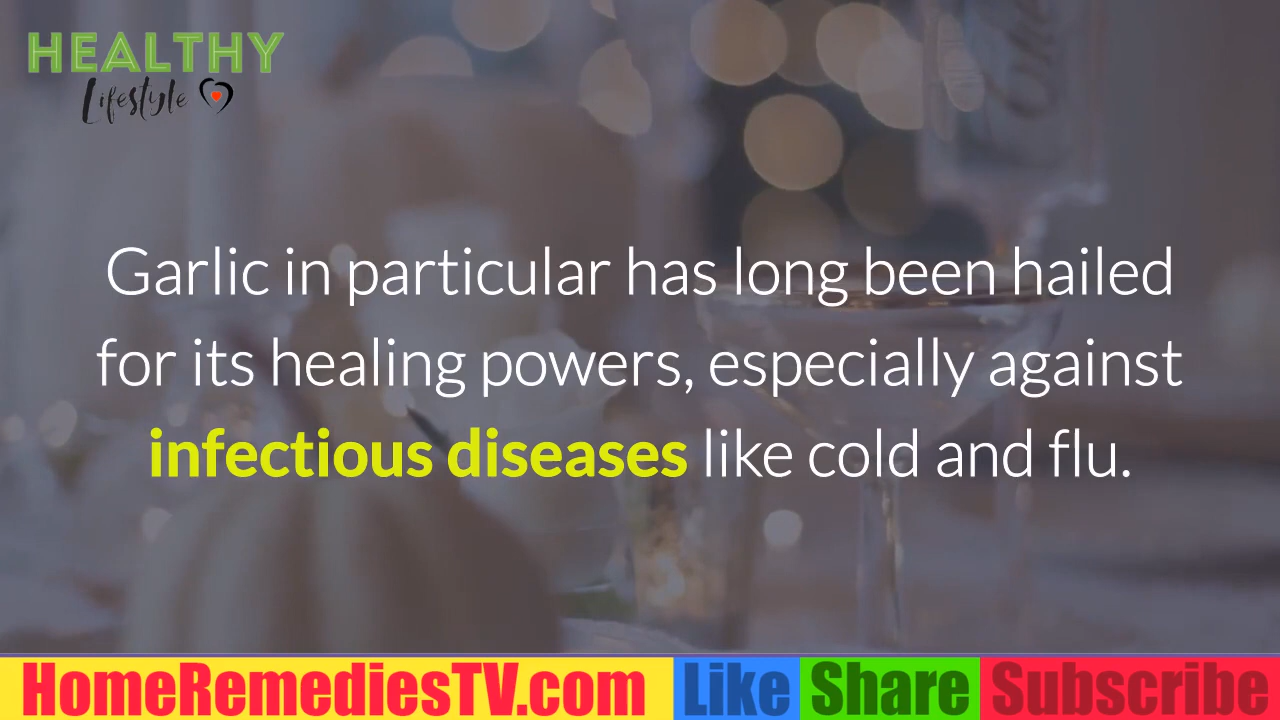 HEALTHY
Lifestyle
Garlic in particular has long been hailed
for its healing powers, especially against
infectious diseases like cold and flu.
HomeRemediesTV.com Like Share Subscribe